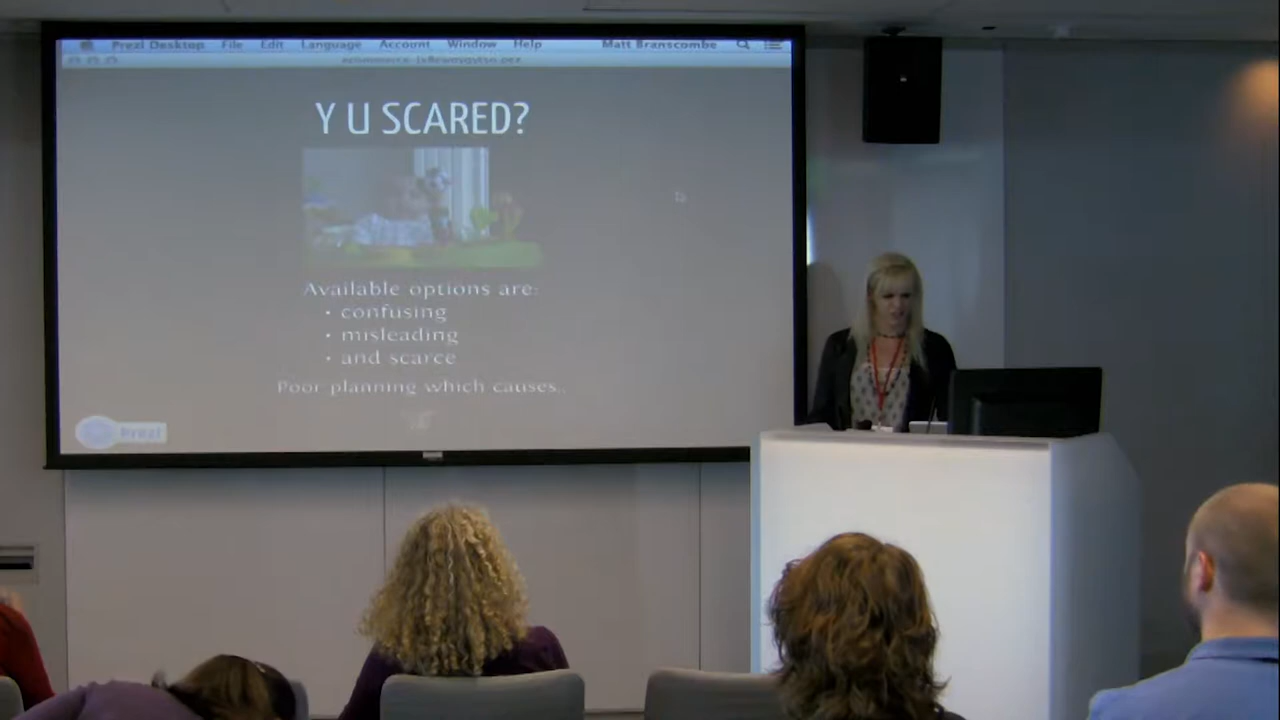 Prezi Desktop File Edit Language Account Window Help Matt Branscombe
Y U SCARED?
Available options are:
• confusing
• misleading
• and scarce
Poor planning which causes..
Prezi